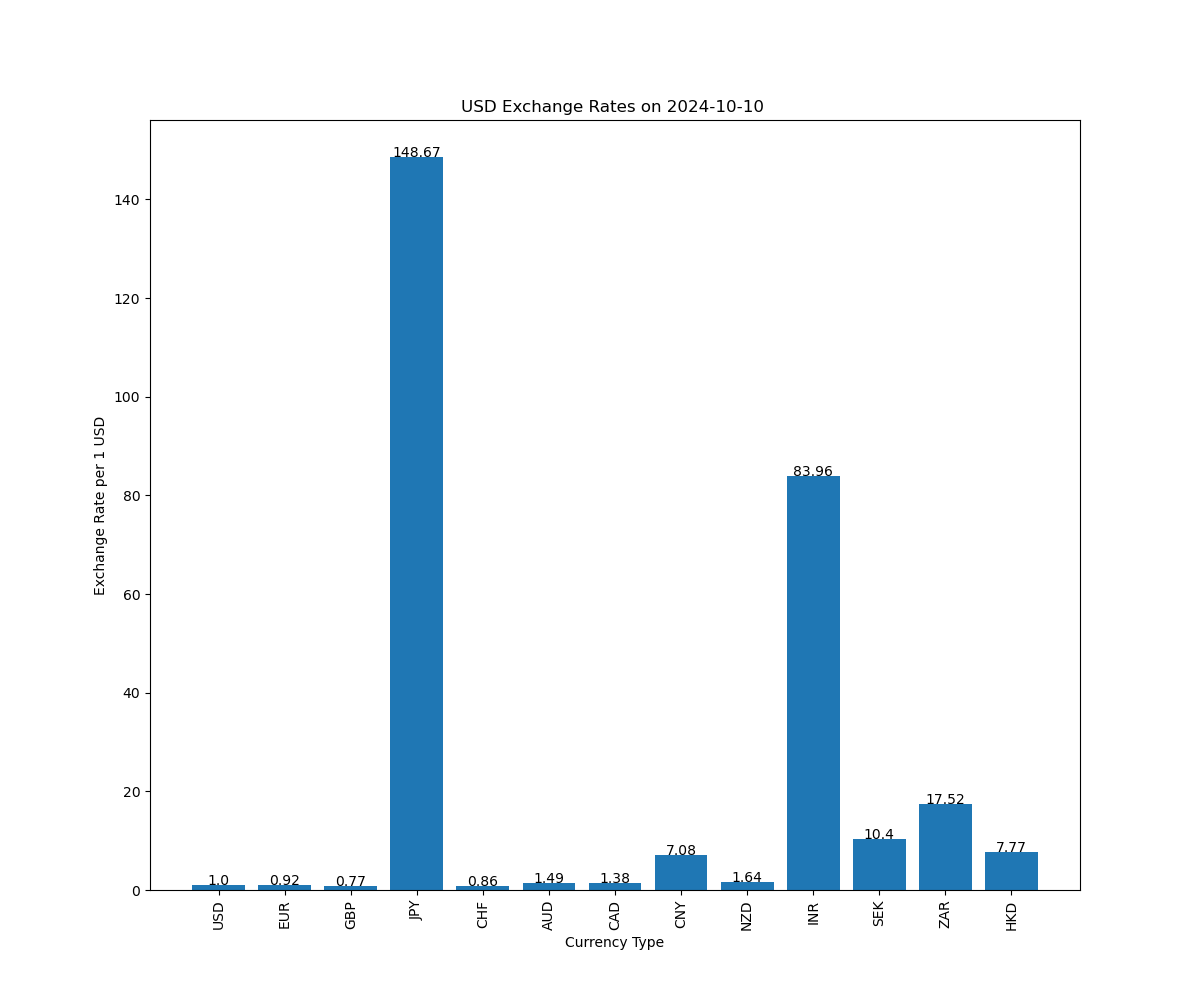 USD Exchange Rates on 2024-10-10
Exchange Rate per 1 USD
140
120
100
80
60
40
20
0
1.0
0.92
0.77
148.67
0.86
1.49
1.38
7.08
1.64
83.96
10.4
17.52
7.77
USD
EUR
GBP
JPY
CHF
AUD
CAD
CNY
NZD
INR
SEK
ZAR
HKD
Currency Type